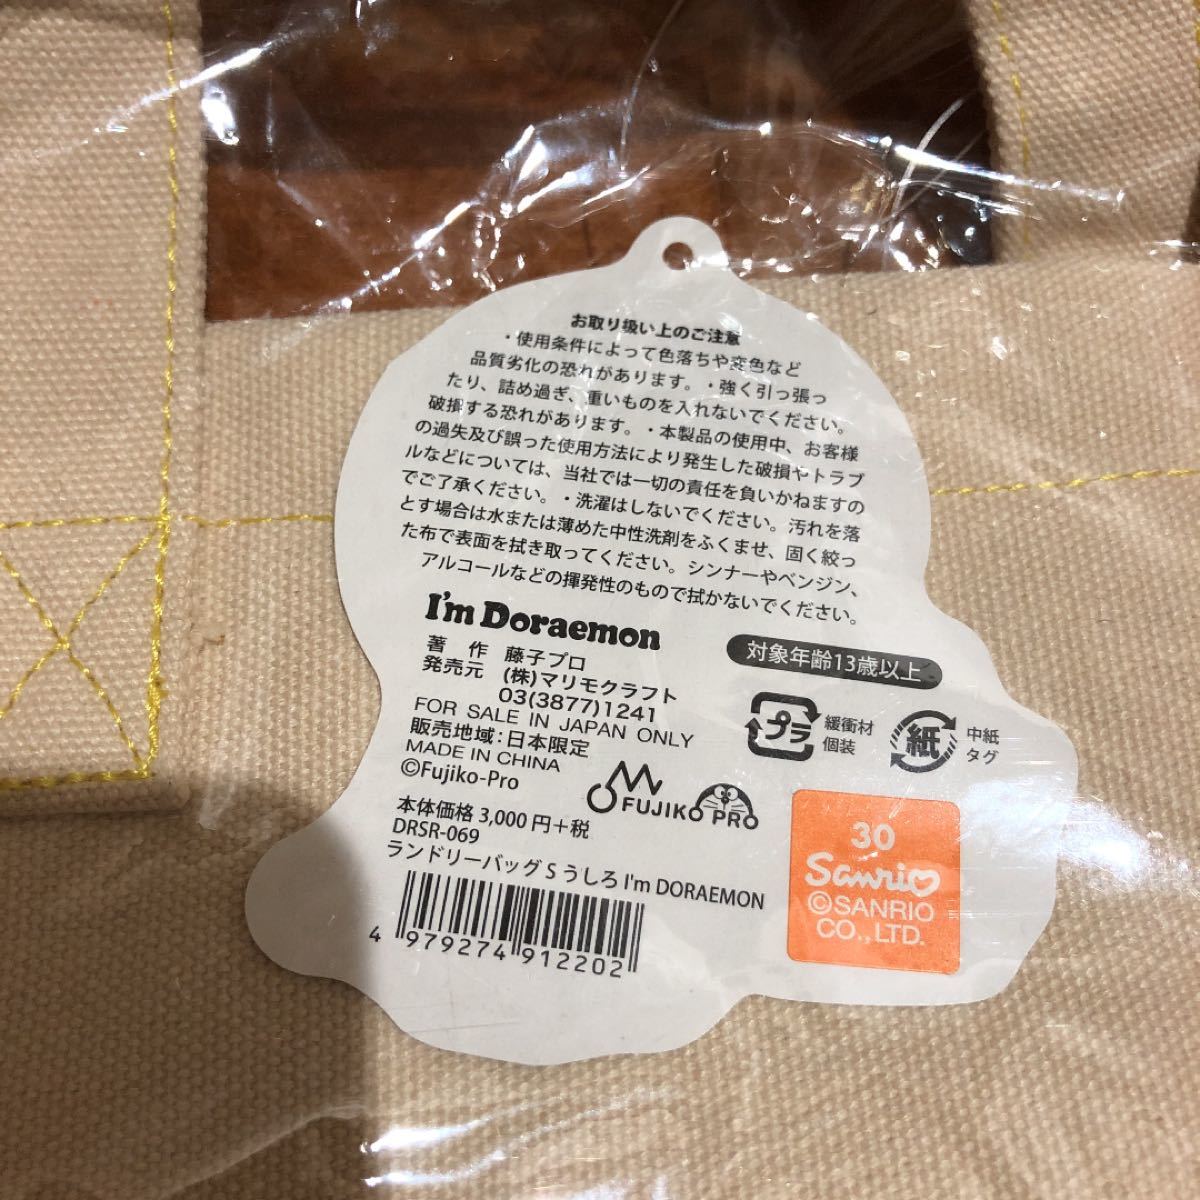 お取り扱い上のご注意
・使用条件によって色落ちや変色など
品質劣化の恐れがあります。・強く引っ張っ
たり、詰め過ぎ、重いものを入れないでください。
破損する恐れがあります。・本製品の使用中、お客様
の過失及び誤った使用方法により発生した破損やトラブ
ルなどについては、当社では一切の責任を負いかねますの
でご了承ください。・洗濯はしないでください。汚れを落
とす場合は水または薄めた中性洗剤をふくませ、固く絞っ
た布で表面を拭き取ってください。シンナーやベンジン、
アルコールなどの揮発性のもので拭かないでください。
I'm Doraemon
著 作 藤子プロ
発売元 (株)マリモクラフト
03(3877)1241
FOR SALE IN JAPAN ONLY
販売地域:日本限定
MADE IN CHINA
©Fujiko-Pro
対象年齢13歳以上
プラ 緩衝材
個装
紙 中紙
タグ
FUJIKO PRO
本体価格 3,000 円+税
DRSR-069
ランドリーバッグ S うしろ I'm DORAEMON
4 979274 912202
30
Sanrio
©SANRIO
CO., LTD.